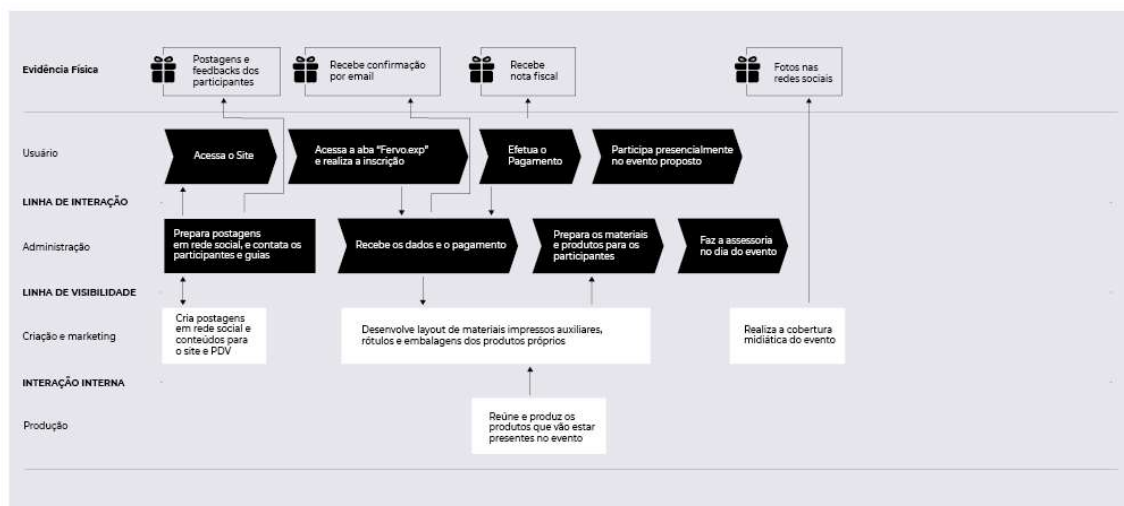 Evidência Física
Postagens e
feedbacks dos
participantes
Recebe confirmação
por email
Recebe
nota fiscal
Fotos nas
redes sociais
Usuário
Acessa o Site
Acessa a aba "Fervo.exp"
e realiza a inscrição
Efetua o
Pagamento
Participa presencialmente
no evento proposto
LINHA DE INTERAÇÃO
Administração
Prepara postagens
em rede social, e contata os
participantes e guias
Recebe os dados e o pagamento
Prepara os materiais
e produtos para os
participantes
Faz a assessoria
no dia do evento
LINHA DE VISIBILIDADE
Criação e marketing
Cria postagens
em rede social e
conteúdos para
o site e PDV
Desenvolve layout de materiais impressos auxiliares,
rótulos e embalagens dos produtos próprios
Realiza a cobertura
midiática do evento
INTERAÇÃO INTERNA
Produção
Reúne e produz os
produtos que vão estar
presentes no evento